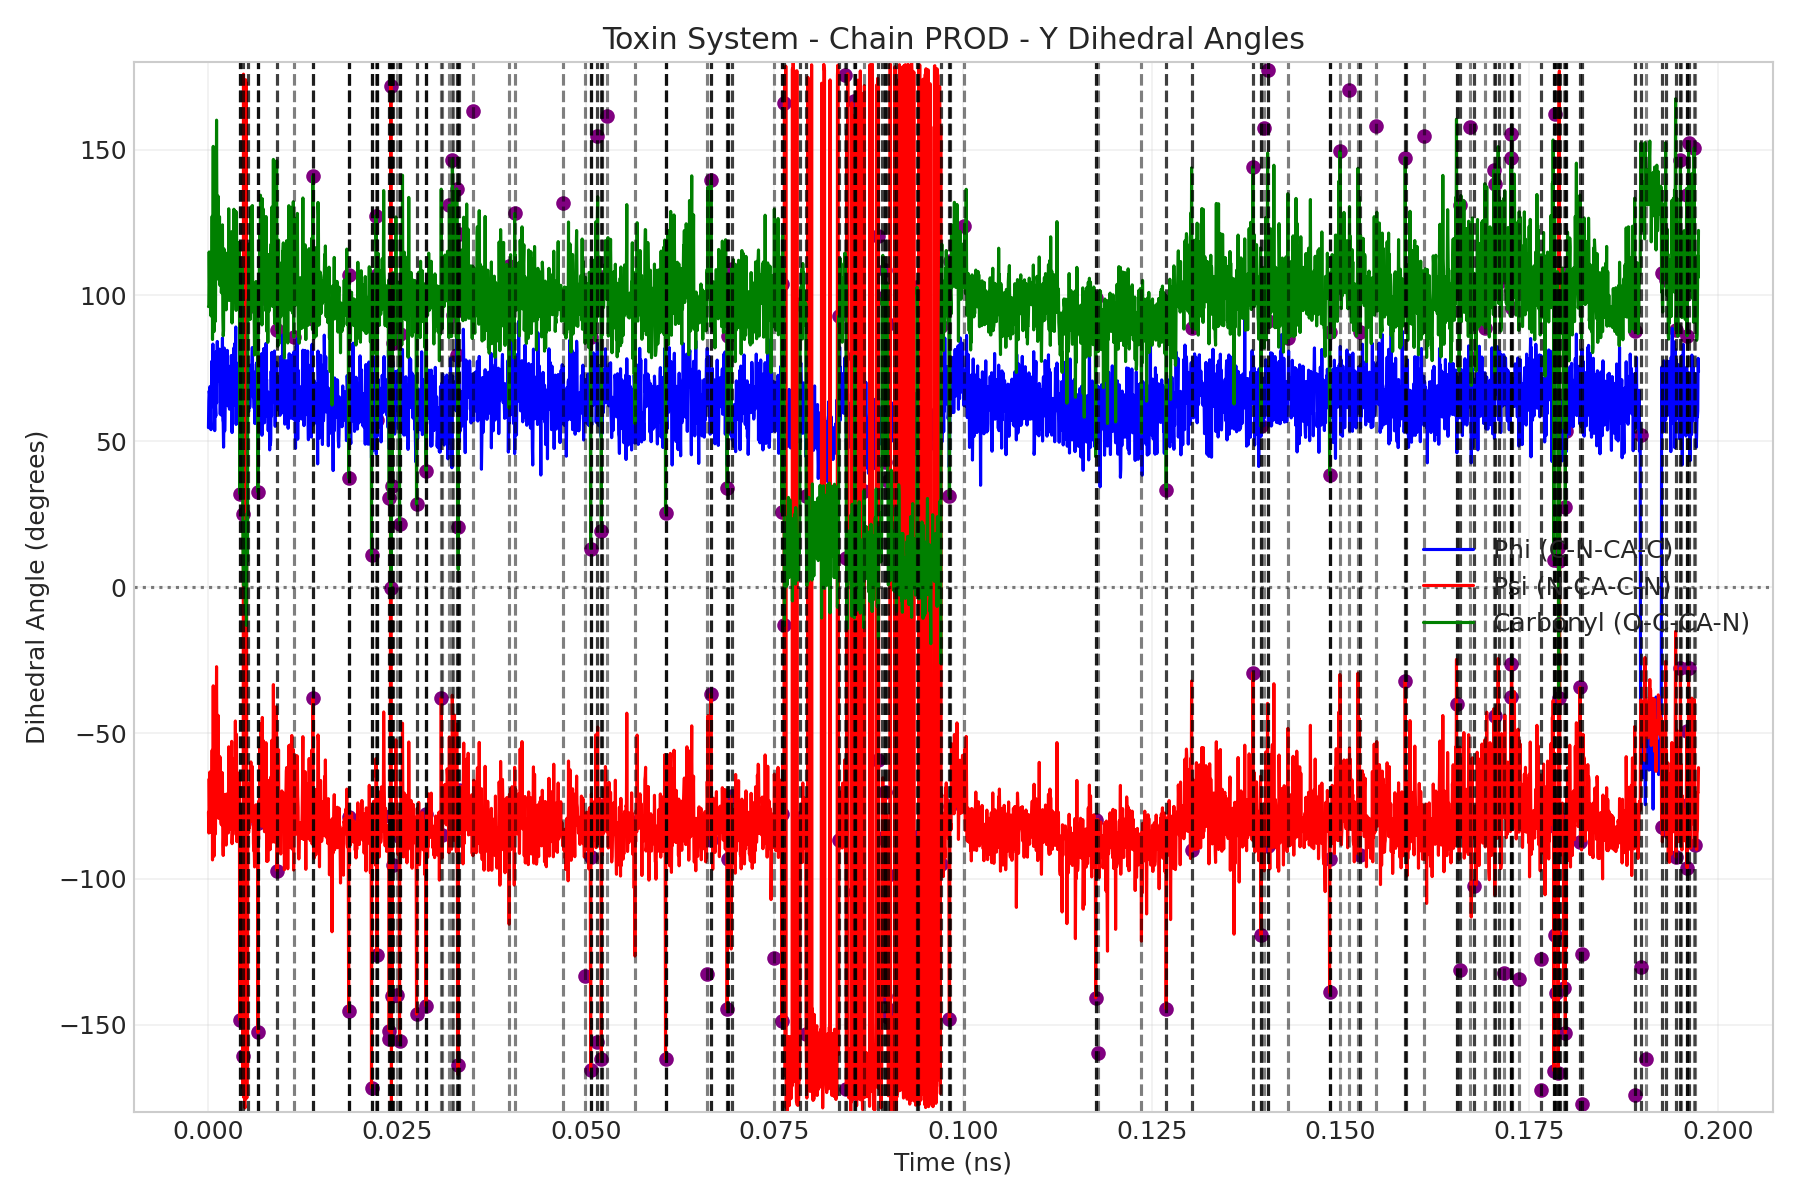 Toxin System - Chain PROD - Y Dihedral Angles
Dihedral Angle (degrees)
150
100
50
0
−50
−100
−150
Phi (C-N-CA-C)
Psi (N-CA-C-N)
Carbonyl (O-C-CA-N)
0.000
0.025
0.050
0.075
0.100
0.125
0.150
0.175
0.200
Time (ns)